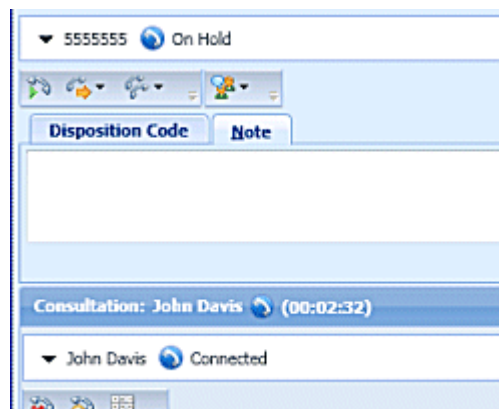 5555555 On Hold
Disposition Code Note
Consultation: John Davis (00:02:32)
John Davis Connected